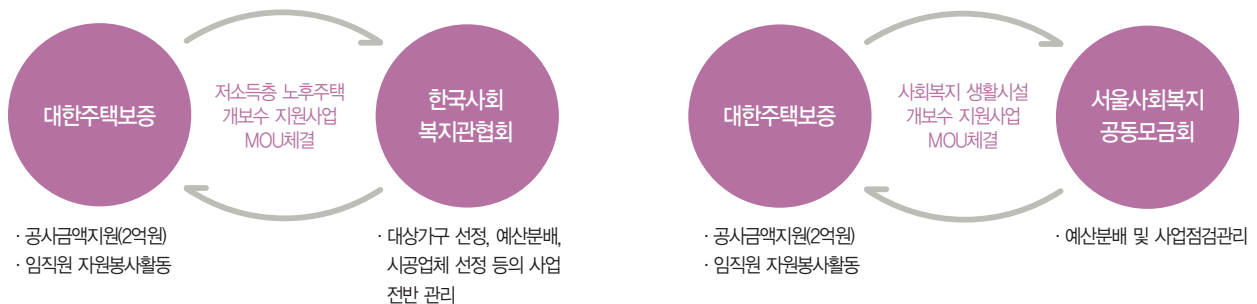 대한주택보증
저소득층 노후주택
개보수 지원사업
MOU체결
한국사회
복지관협회
· 공사금액지원(2억원)
· 임직원 자원봉사활동
· 대상가구 선정, 예산분배,
시공업체 선정 등의 사업
전반 관리
대한주택보증
사회복지 생활시설
개보수 지원사업
MOU체결
서울사회복지
공동모금회
· 공사금액지원(2억원)
· 임직원 자원봉사활동
· 예산분배 및 사업점검관리